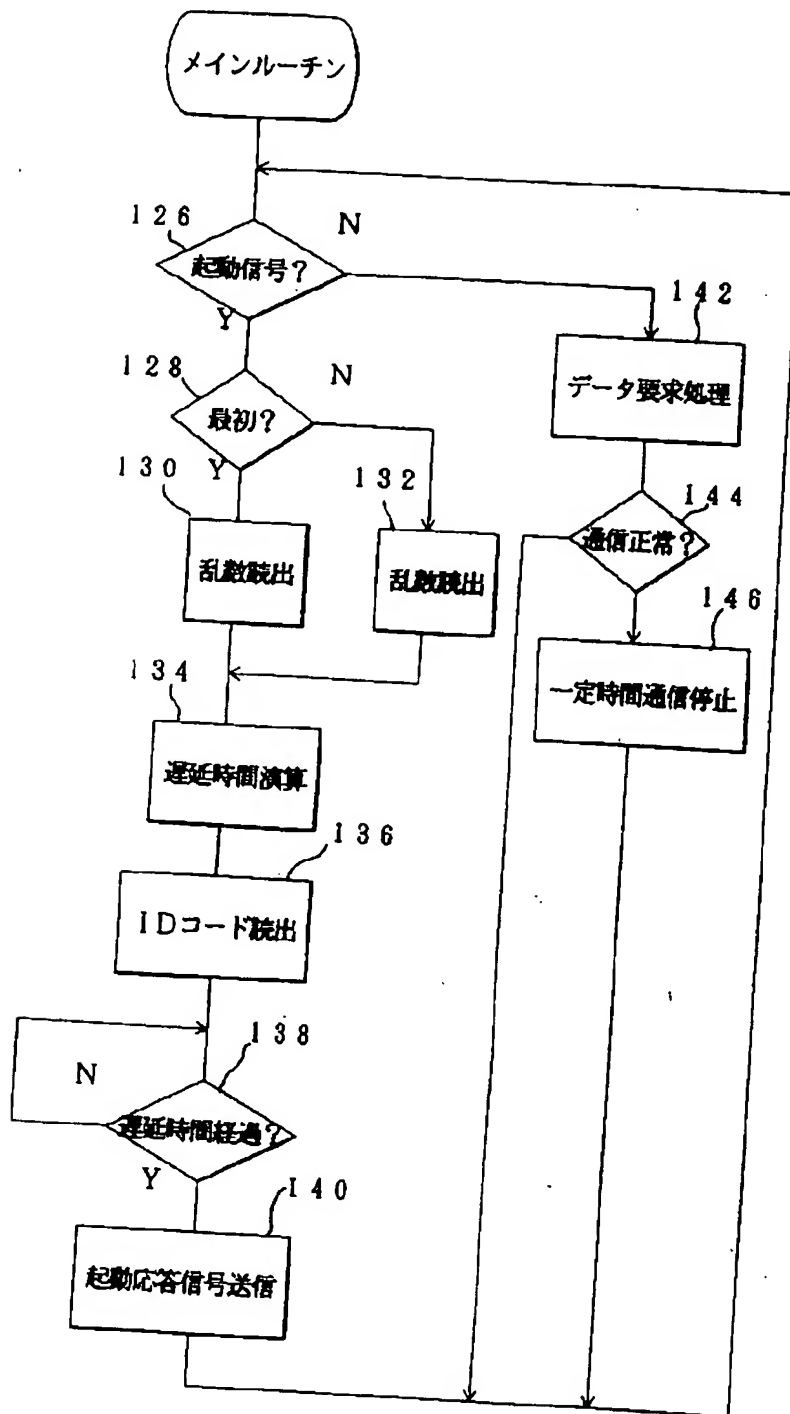 メインルーチン
１２６
N
起動信号？
Y
１４２
データ要求処理
１２８
N
最初？
Y
１３０
１３２
１４４
通信正常？
乱数読出
乱数読出
１４６
一定時間通信停止
１３４
遅延時間演算
１３６
ＩＤコード読出
１３８
N
遅延時間経過？
Y
１４０
起動応答信号送信